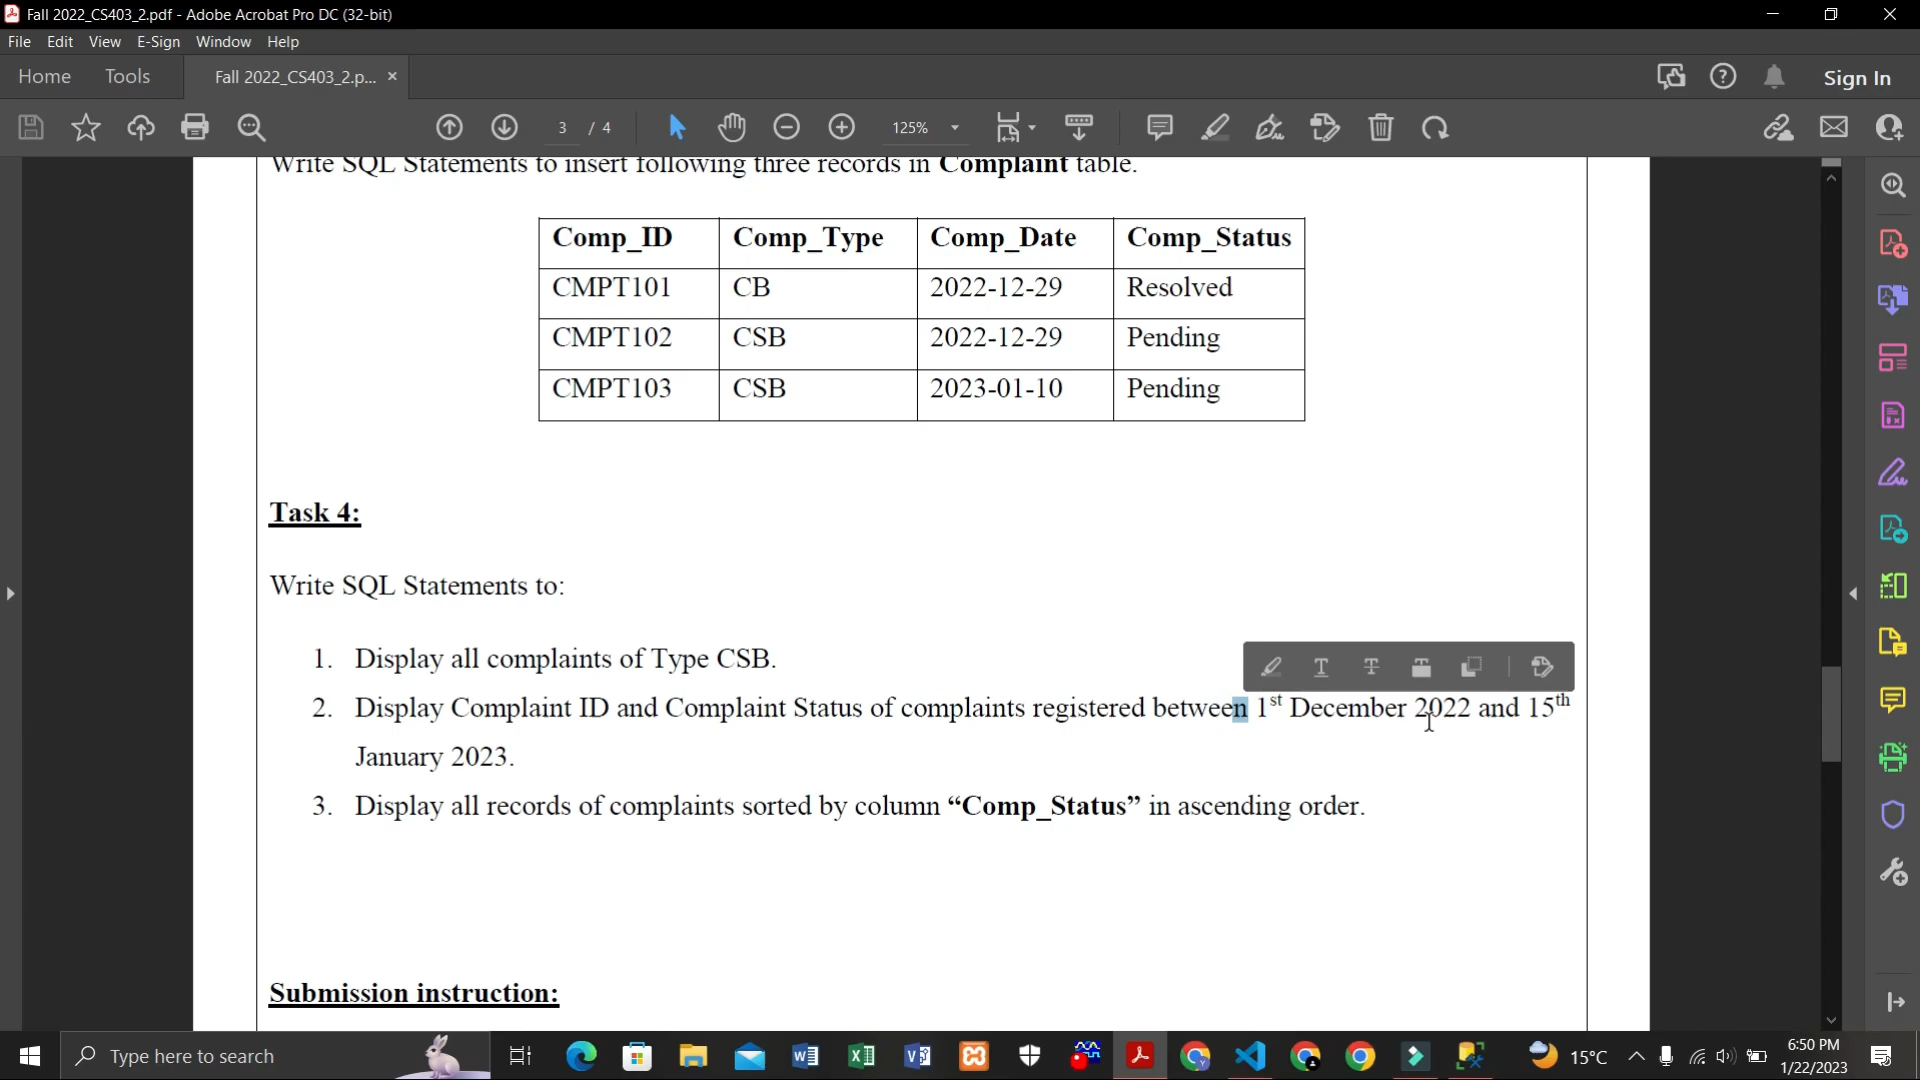 Fall 2022_CS403_2.pdf - Adobe Acrobat Pro DC (32-bit)
File Edit View E-Sign Window Help
Home Tools Fall 2022_CS403_2.p... × Sign In
3 / 4 125%
Write SQL Statements to insert following three records in Complaint table.
Comp_ID Comp_Type Comp_Date Comp_Status
CMPT101 CB 2022-12-29 Resolved
CMPT102 CSB 2022-12-29 Pending
CMPT103 CSB 2023-01-10 Pending
Task 4:
Write SQL Statements to:
1. Display all complaints of Type CSB.
2. Display Complaint ID and Complaint Status of complaints registered between 1st December 2022 and 15th
January 2023.
3. Display all records of complaints sorted by column “Comp_Status” in ascending order.
Submission instruction:
Type here to search
15°C
6:50 PM
1/22/2023